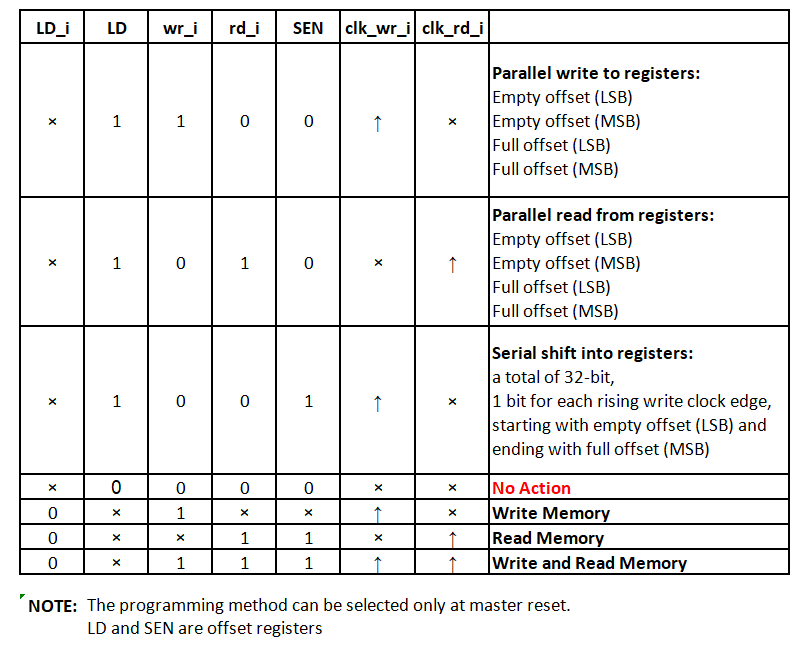 LD_i LD wr_i rd_i SEN clk_wr_i clk_rd_i
× 1 1 0 0 ↑ × Parallel write to registers:
Empty offset (LSB)
Empty offset (MSB)
Full offset (LSB)
Full offset (MSB)
× 1 0 1 0 × ↑ Parallel read from registers:
Empty offset (LSB)
Empty offset (MSB)
Full offset (LSB)
Full offset (MSB)
× 1 0 0 1 ↑ × Serial shift into registers:
a total of 32-bit,
1 bit for each rising write clock edge,
starting with empty offset (LSB) and
ending with full offset (MSB)
× 0 0 0 0 × × No Action
0 × 1 × × ↑ × Write Memory
0 × × 1 1 × ↑ Read Memory
0 × 1 1 1 ↑ ↑ Write and Read Memory
NOTE: The programming method can be selected only at master reset.
LD and SEN are offset registers